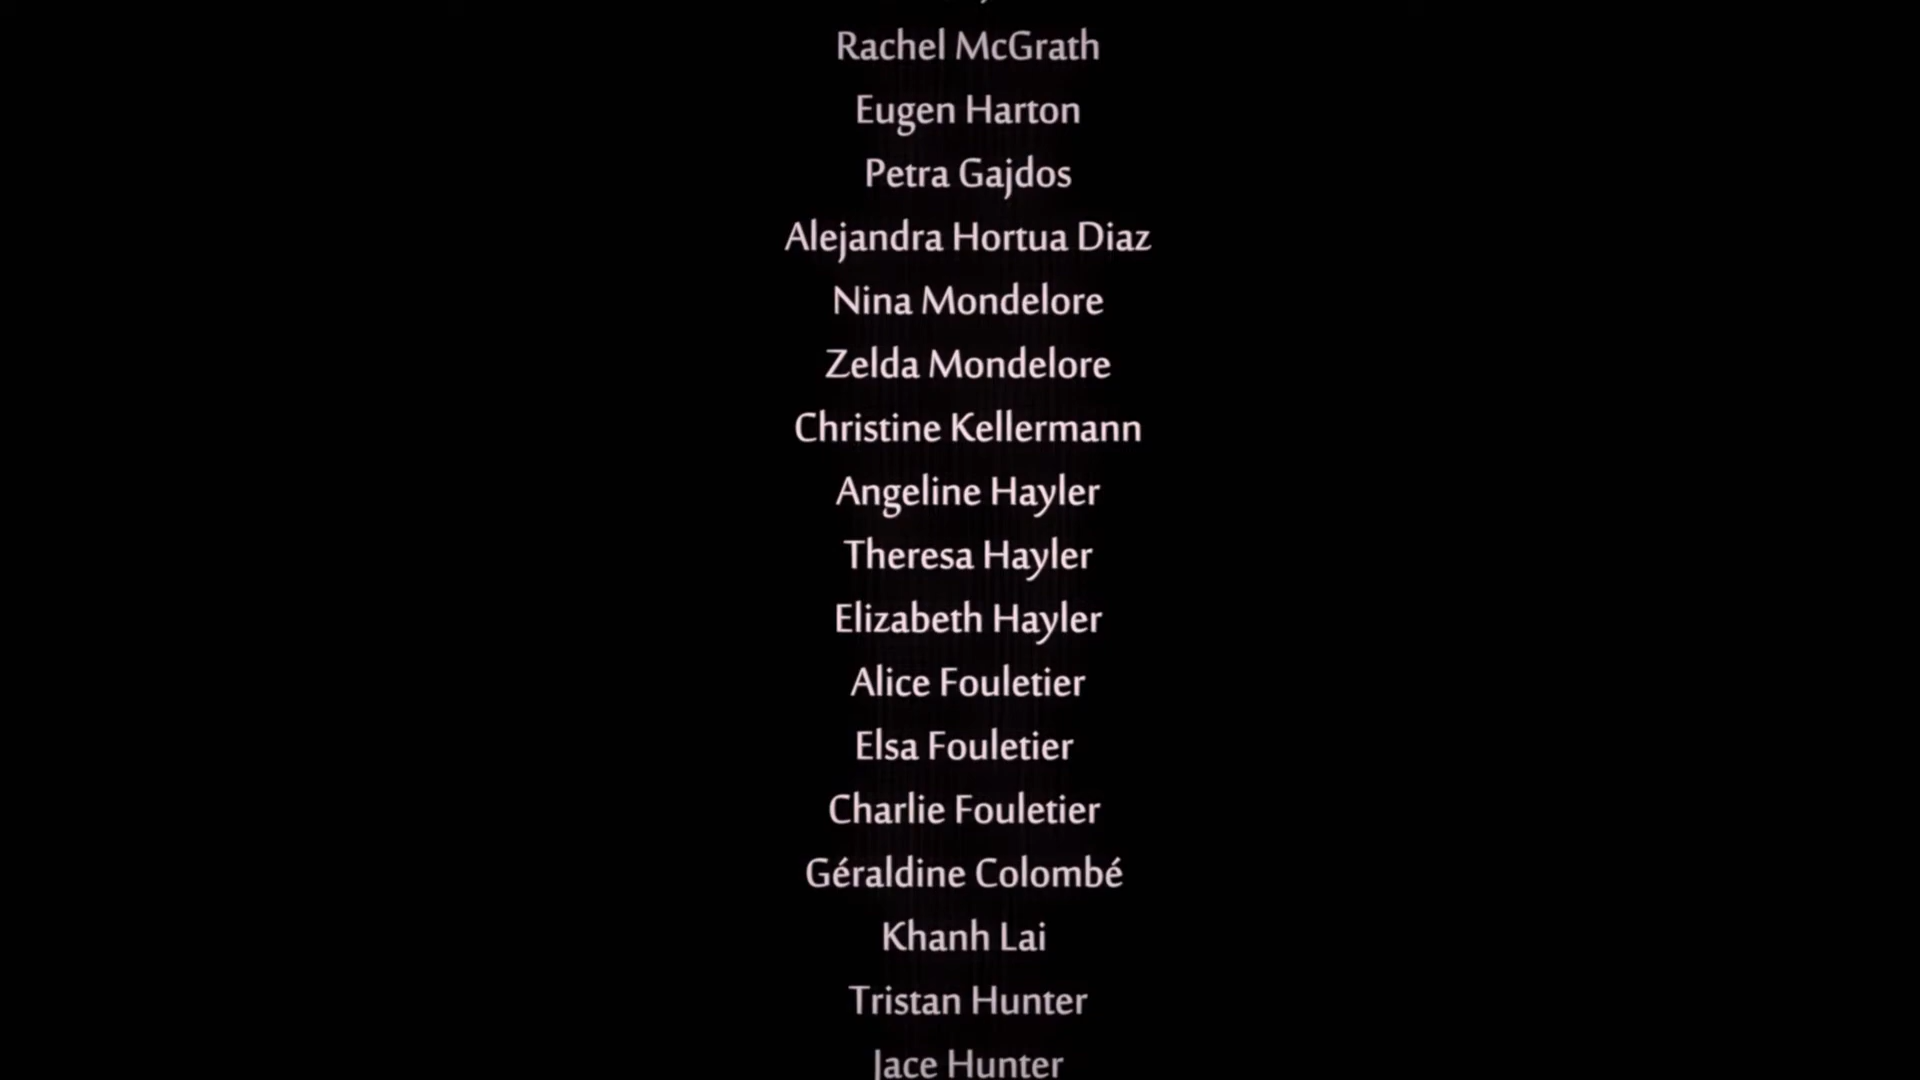 Rachel McGrath
Eugen Harton
Petra Gajdos
Alejandra Hortua Diaz
Nina Mondelore
Zelda Mondelore
Christine Kellermann
Angeline Hayler
Theresa Hayler
Elizabeth Hayler
Alice Fouletier
Elsa Fouletier
Charlie Fouletier
Géraldine Colombé
Khanh Lai
Tristan Hunter
Jace Hunter